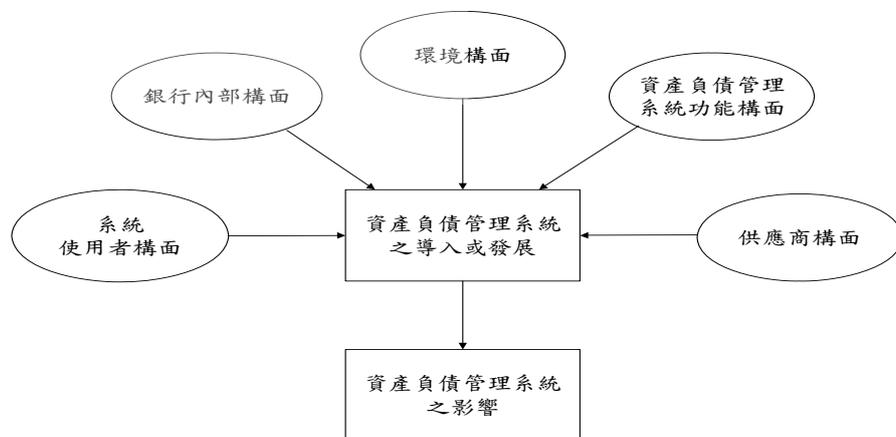 環境構面
銀行內部構面
資產負債管理
系統功能構面
系統
使用者構面
資產負債管理系統
之導入或發展
供應商構面
資產負債管理系統
之影響